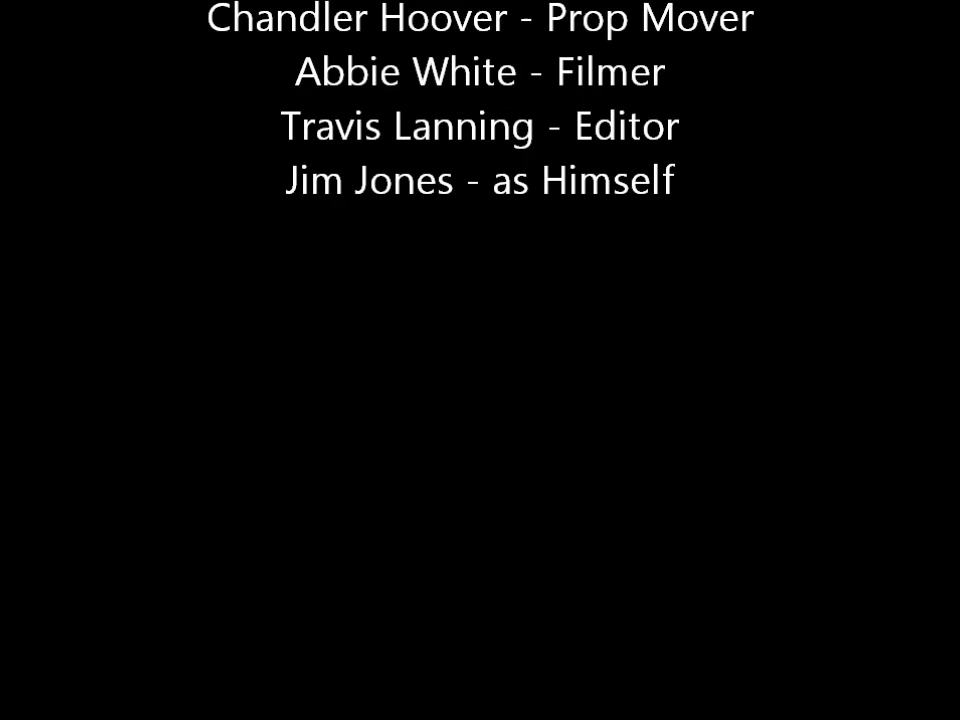 Chandler Hoover - Prop Mover
Abbie White - Filmer
Travis Lanning - Editor
Jim Jones - as Himself